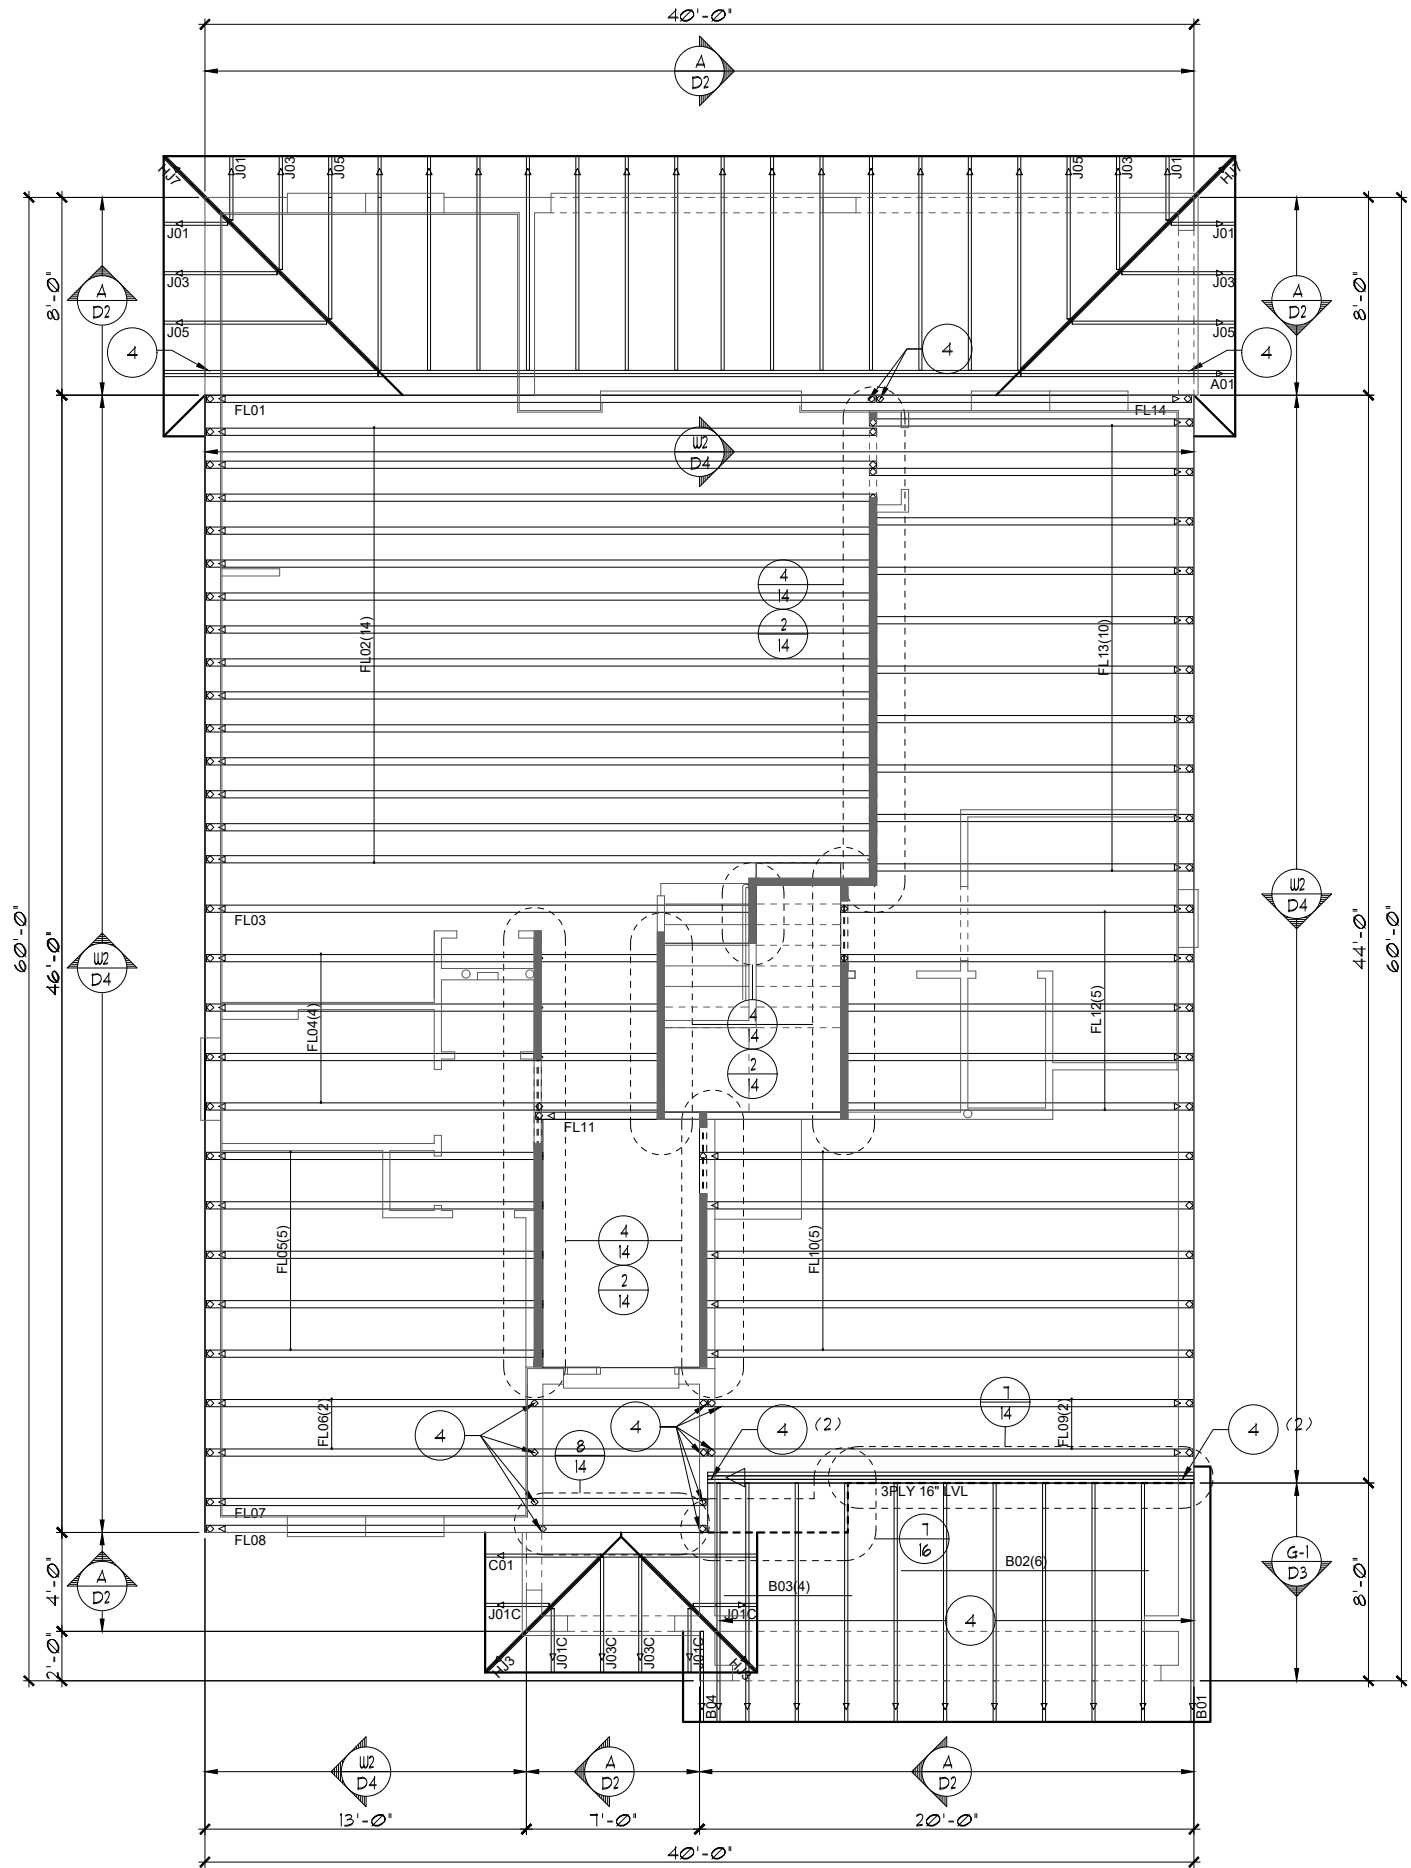 40'-0"
A
D2
J01
J03
J05
J05
J03
J01
HJ7
HJ7
J01
J01
J03
J03
J05
J05
8'-0"
A
D2
A
D2
8'-0"
4
4
4
A01
FL01
FL14
W2
D4
4
14
2
14
FL02(14)
FL13(10)
FL03
60'-0"
46'-0"
W2
D4
W2
D4
44'-0"
60'-0"
FL04(4)
FL12(5)
4
14
2
14
FL11
FL05(5)
FL10(5)
4
14
2
14
FL06(2)
FL09(2)
7
14
4
4
4
(2)
4
(2)
8
14
3PLY 16" LVL
FL07
FL08
7
16
C01
B02(6)
B03(4)
G-1
D3
4'-0"
A
D2
8'-0"
J01C
J01C
4
2'-0"
HJ3
J01C
J03C
J03C
J01C
HJ3
B04
B01
W2
D4
A
D2
A
D2
13'-0"
7'-0"
20'-0"
40'-0"